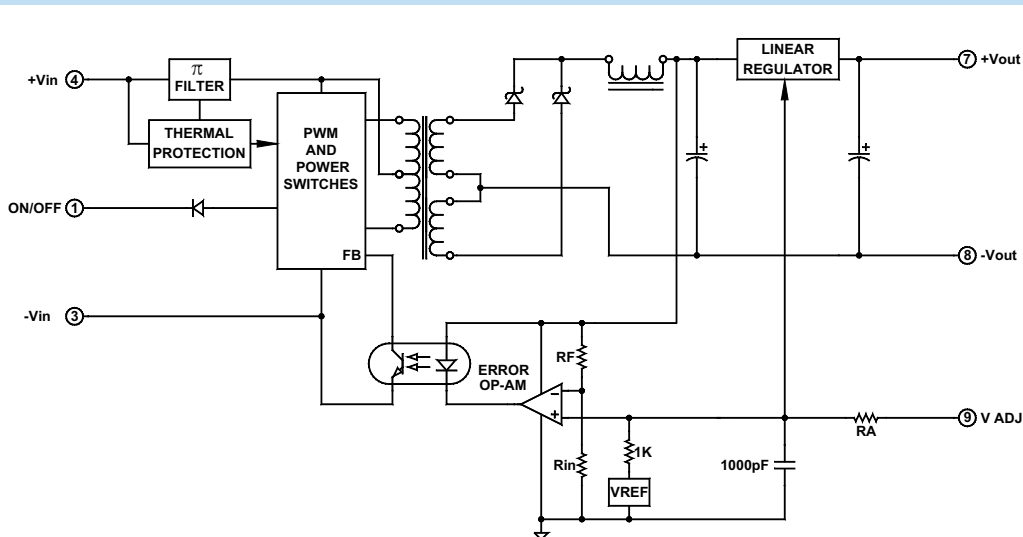 LINEAR
REGULATOR
7 +Vout
+Vin 4
π
FILTER
THERMAL
PROTECTION
PWM
AND
POWER
SWITCHES
+
+
ON/OFF 1
FB
8 -Vout
-Vin 3
ERROR
OP-AM
RF
−
+
9 V ADJ
RA
1K
Rin
1000pF
VREF